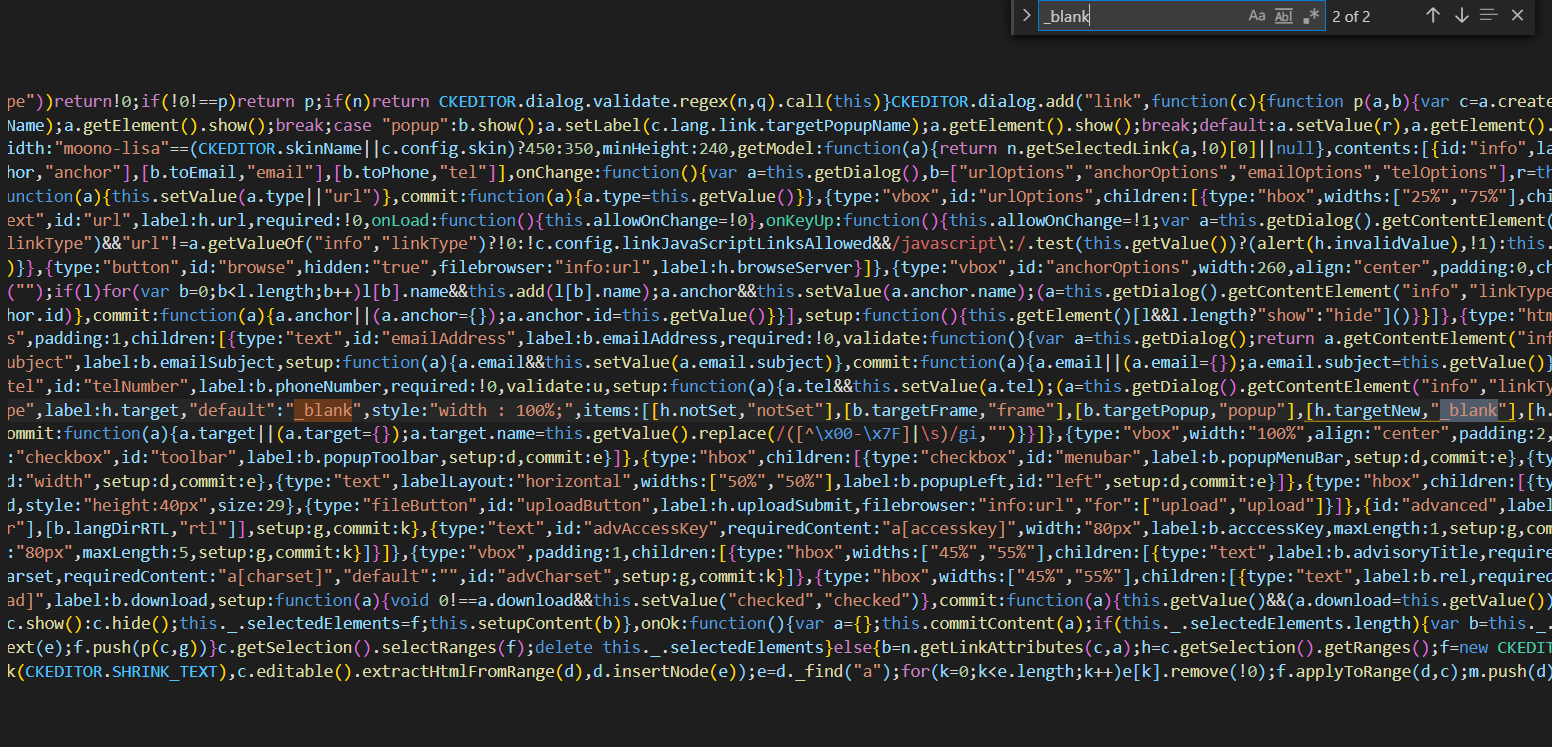 _blank
Aa Abl .* 2 of 2
pe"))return!0;if(!0!==p)return p;if(n)return CKEDITOR.dialog.validate.regex(n,q).call(this)}CKEDITOR.dialog.add("link",function(c){function p(a,b){var c=a.create
Name);a.getElement().show();break;case "popup":b.show();a.setLabel(c.lang.link.targetPopupName);a.getElement().show();break;default:a.setValue(r),a.getElement().
idth:"moono-lisa"==(CKEDITOR.skinName||c.config.skin)?450:350,minHeight:240,getModel:function(a){return n.getSelectedLink(a,!0)[0]||null},contents:[{id:"info",la
hor,"anchor"],[b.toEmail,"email"],[b.toPhone,"tel"]],onChange:function(){var a=this.getDialog(),b=["urlOptions","anchorOptions","emailOptions","telOptions"],r=th
unction(a){this.setValue(a.type||"url")},commit:function(a){a.type=this.getValue()}},{type:"vbox",id:"urlOptions",children:[{type:"hbox",widths:["25%","75%"],chi
ext",id:"url",label:h.url,required:!0,onLoad:function(){this.allowOnChange=!0},onKeyUp:function(){this.allowOnChange=!1;var a=this.getDialog().getContentElement(
linkType")&&"url"!=a.getValueOf("info","linkType")?!0:!c.config.linkJavaScriptLinksAllowed&&/javascript\:/.test(this.getValue())?(alert(h.invalidValue),!1):this.
)}},{type:"button",id:"browse",hidden:"true",filebrowser:"info:url",label:h.browseServer}]},{type:"vbox",id:"anchorOptions",width:260,align:"center",padding:0,ch
("");if(l)for(var b=0;b<l.length;b++)l[b].name&&this.add(l[b].name);a.anchor&&this.setValue(a.anchor.name);(a=this.getDialog().getContentElement("info","linkType
hor.id)},commit:function(a){a.anchor||(a.anchor={});a.anchor.id=this.getValue()}}],setup:function(){this.getElement()[l&&l.length?"show":"hide"]()}}]},{type:"htm
s",padding:1,children:[{type:"text",id:"emailAddress",label:b.emailAddress,required:!0,validate:function(){var a=this.getDialog();return a.getContentElement("inf
ubject",label:b.emailSubject,setup:function(a){a.email&&this.setValue(a.email.subject)},commit:function(a){a.email||(a.email={});a.email.subject=this.getValue()}
tel",id:"telNumber",label:b.phoneNumber,required:!0,validate:u,setup:function(a){a.tel&&this.setValue(a.tel);(a=this.getDialog().getContentElement("info","linkTy
pe",label:h.target,"default":"_blank",style:"width : 100%;",items:[[h.notSet,"notSet"],[b.targetFrame,"frame"],[b.targetPopup,"popup"],[h.targetNew,"_blank"],[h.
ommit:function(a){a.target||(a.target={});a.target.name=this.getValue().replace(/([^\x00-\x7F]|\s)/gi,"")}}]},{type:"vbox",width:"100%",align:"center",padding:2,
:"checkbox",id:"toolbar",label:b.popupToolbar,setup:d,commit:e}]},{type:"hbox",children:[{type:"checkbox",id:"menubar",label:b.popupMenuBar,setup:d,commit:e},{ty
d:"width",setup:d,commit:e},{type:"text",labelLayout:"horizontal",widths:["50%","50%"],label:b.popupLeft,id:"left",setup:d,commit:e}]},{type:"hbox",children:[{ty
d,style:"height:40px",size:29},{type:"fileButton",id:"uploadButton",label:h.uploadSubmit,filebrowser:"info:url","for":["upload","upload"]}]},{id:"advanced",label
r"],[b.langDirRTL,"rtl"]],setup:g,commit:k},{type:"text",id:"advAccessKey",requiredContent:"a[accesskey]",width:"80px",label:b.acccessKey,maxLength:1,setup:g,com
:"80px",maxLength:5,setup:g,commit:k}]}]},{type:"vbox",padding:1,children:[{type:"hbox",widths:["45%","55%"],children:[{type:"text",label:b.advisoryTitle,require
arset,requiredContent:"a[charset]","default":"",id:"advCharset",setup:g,commit:k}]},{type:"hbox",widths:["45%","55%"],children:[{type:"text",label:b.rel,required
ad]",label:b.download,setup:function(a){void 0!==a.download&&this.setValue("checked","checked")},commit:function(a){this.getValue()&&(a.download=this.getValue())
c.show():c.hide();this._.selectedElements=f;this.setupContent(b)},onOk:function(){var a={};this.commitContent(a);if(this._.selectedElements.length){var b=this._.
ext(e);f.push(p(c,g))}c.getSelection().selectRanges(f);delete this._.selectedElements}else{b=n.getLinkAttributes(c,a);h=c.getSelection().getRanges();f=new CKEDIT
k(CKEDITOR.SHRINK_TEXT),c.editable().extractHtmlFromRange(d),d.insertNode(e));e=d._find("a");for(k=0;k<e.length;k++)e[k].remove(!0);f.applyToRange(d,c);m.push(d)